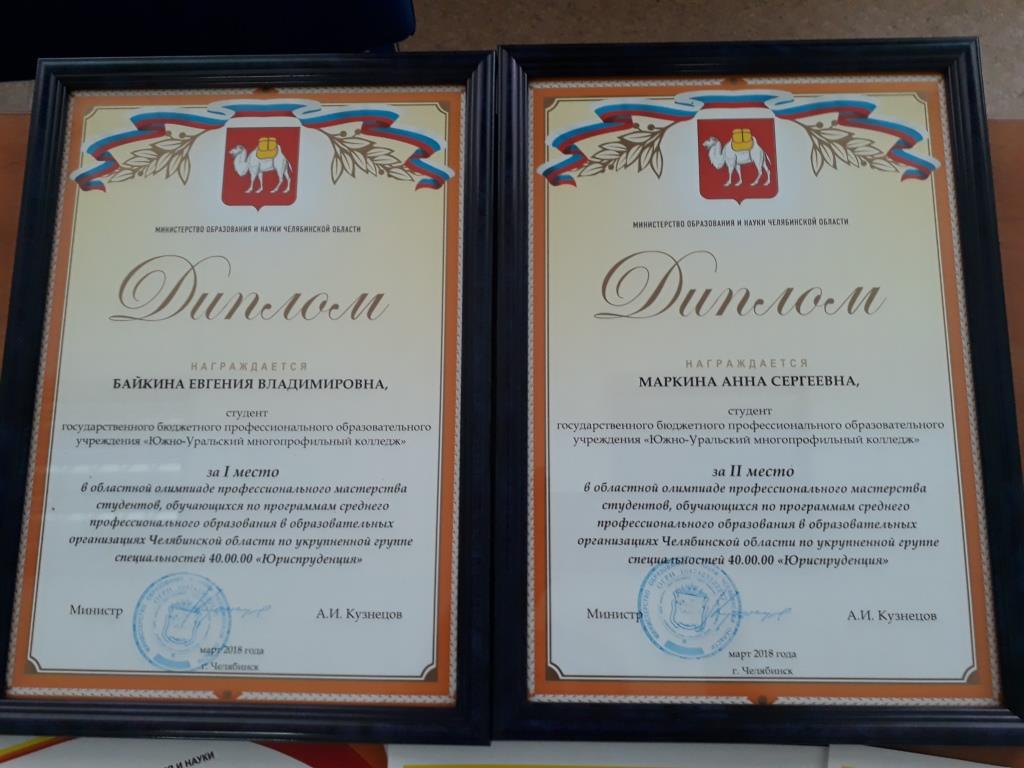 МИНИСТЕРСТВО ОБРАЗОВАНИЯ И НАУКИ ЧЕЛЯБИНСКОЙ ОБЛАСТИ
Диплом
НАГРАЖДАЕТСЯ
БАЙКИНА ЕВГЕНИЯ ВЛАДИМИРОВНА,
студент
государственного бюджетного профессионального образовательного
учреждения «Южно-Уральский многопрофильный колледж»
за I место
в областной олимпиаде профессионального мастерства
студентов, обучающихся по программам среднего
профессионального образования в образовательных
организациях Челябинской области по укрупненной группе
специальностей 40.00.00 «Юриспруденция»
Министр А.И. Кузнецов
март 2018 года
г. Челябинск
МИНИСТЕРСТВО ОБРАЗОВАНИЯ И НАУКИ ЧЕЛЯБИНСКОЙ ОБЛАСТИ
Диплом
НАГРАЖДАЕТСЯ
МАРКИНА АННА СЕРГЕЕВНА,
студент
государственного бюджетного профессионального образовательного
учреждения «Южно-Уральский многопрофильный колледж»
за II место
в областной олимпиаде профессионального мастерства
студентов, обучающихся по программам среднего
профессионального образования в образовательных
организациях Челябинской области по укрупненной группе
специальностей 40.00.00 «Юриспруденция»
Министр А.И. Кузнецов
март 2018 года
г. Челябинск
И НАУКИ